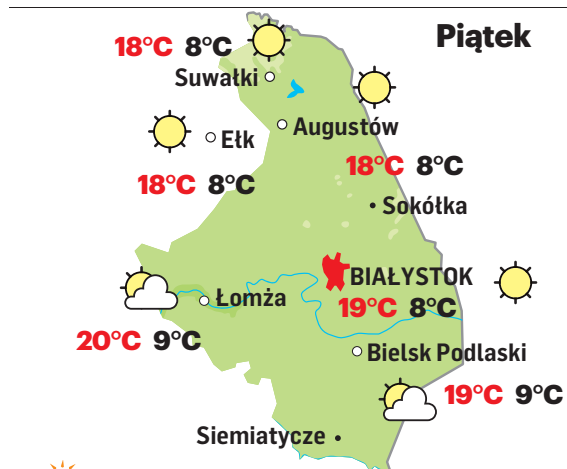 Piątek
18°C 8°C
Suwałki
Augustów
Ełk
18°C 8°C
18°C 8°C
Sokółka
BIAŁYSTOK
19°C 8°C
Łomża
20°C 9°C
Bielsk Podlaski
19°C 9°C
Siemiatycze